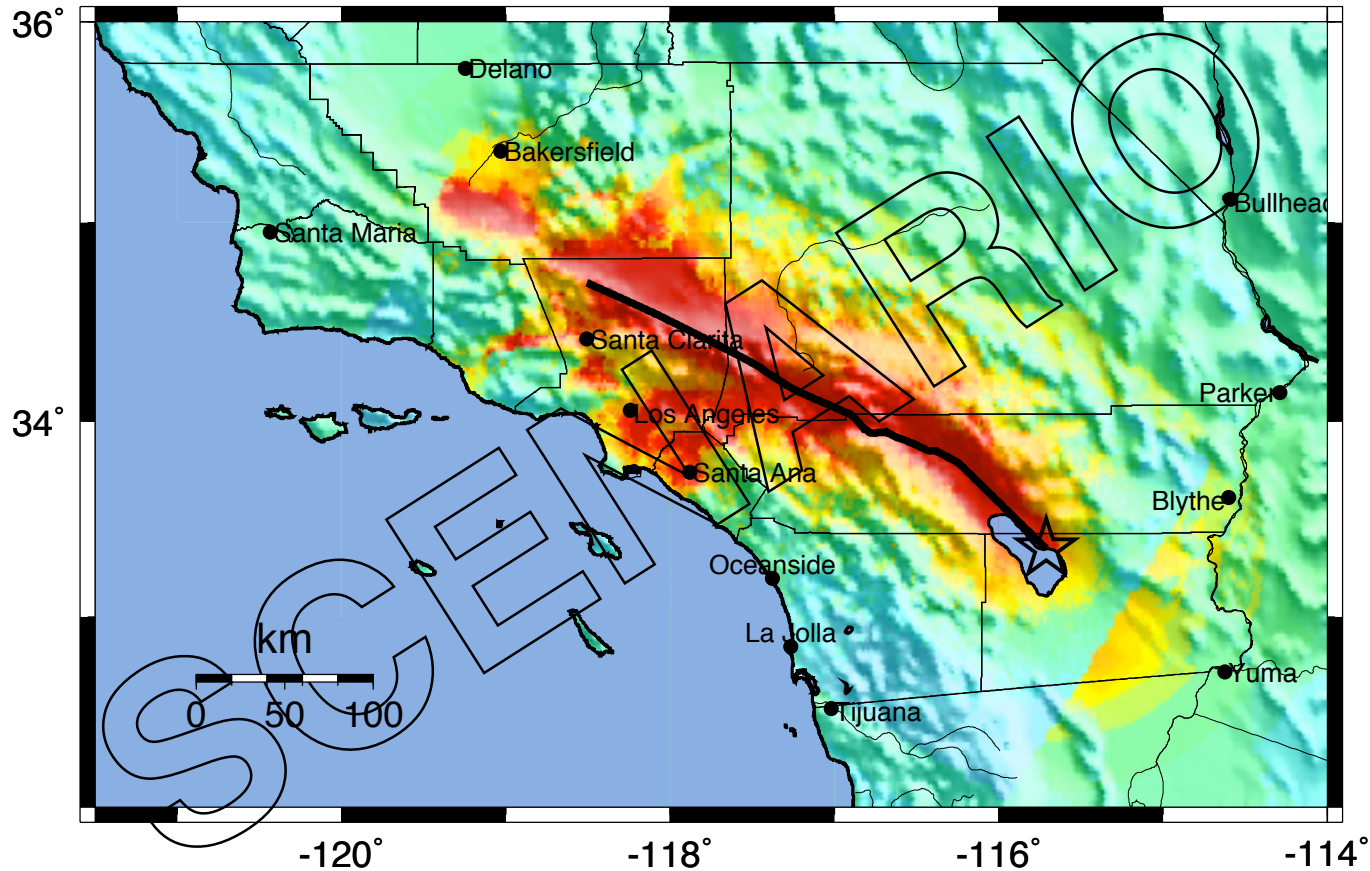 36°
Delano
Bakersfield
Bullhead
Santa Maria
Santa Clarita
Parker
34°
Los Angeles
Santa Ana
Blythe
Oceanside
La Jolla
km
Yuma
0 50 100
Tijuana
-120° -118° -116° -114°
SCENARIO